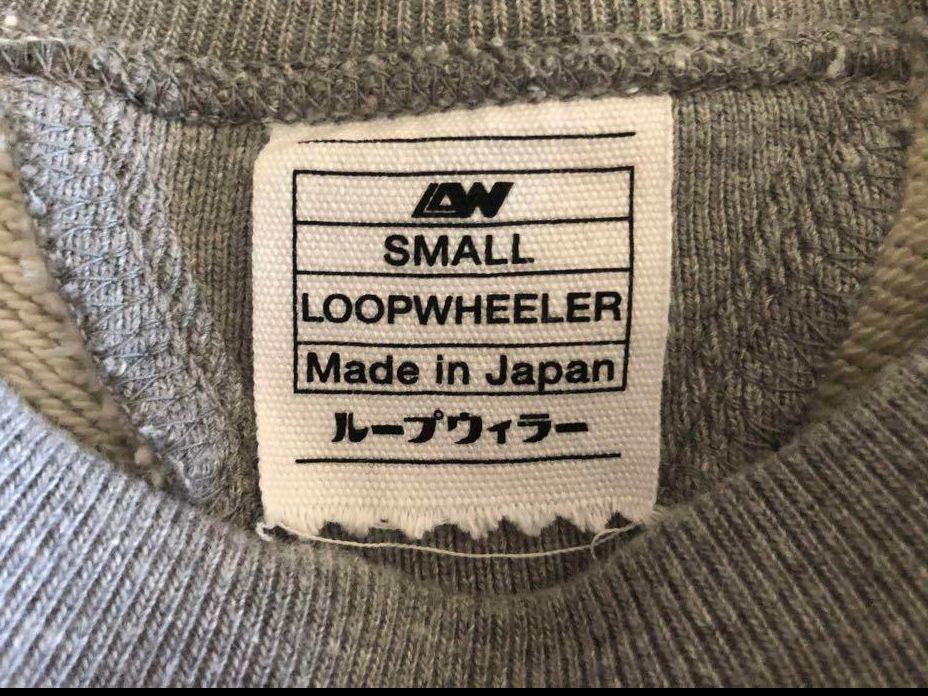 LW
SMALL
LOOPWHEELER
Made in Japan
ループウィラー